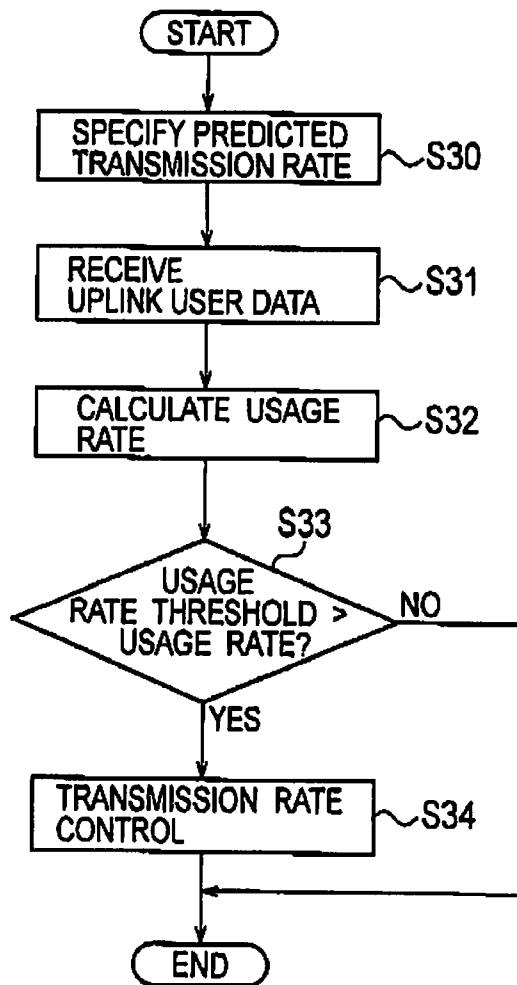 START
SPECIFY PREDICTED
TRANSMISSION RATE
S30
RECEIVE
UPLINK USER DATA
S31
CALCULATE USAGE
RATE
S32
S33
USAGE
RATE THRESHOLD >
USAGE RATE?
NO
YES
TRANSMISSION RATE
CONTROL
S34
END